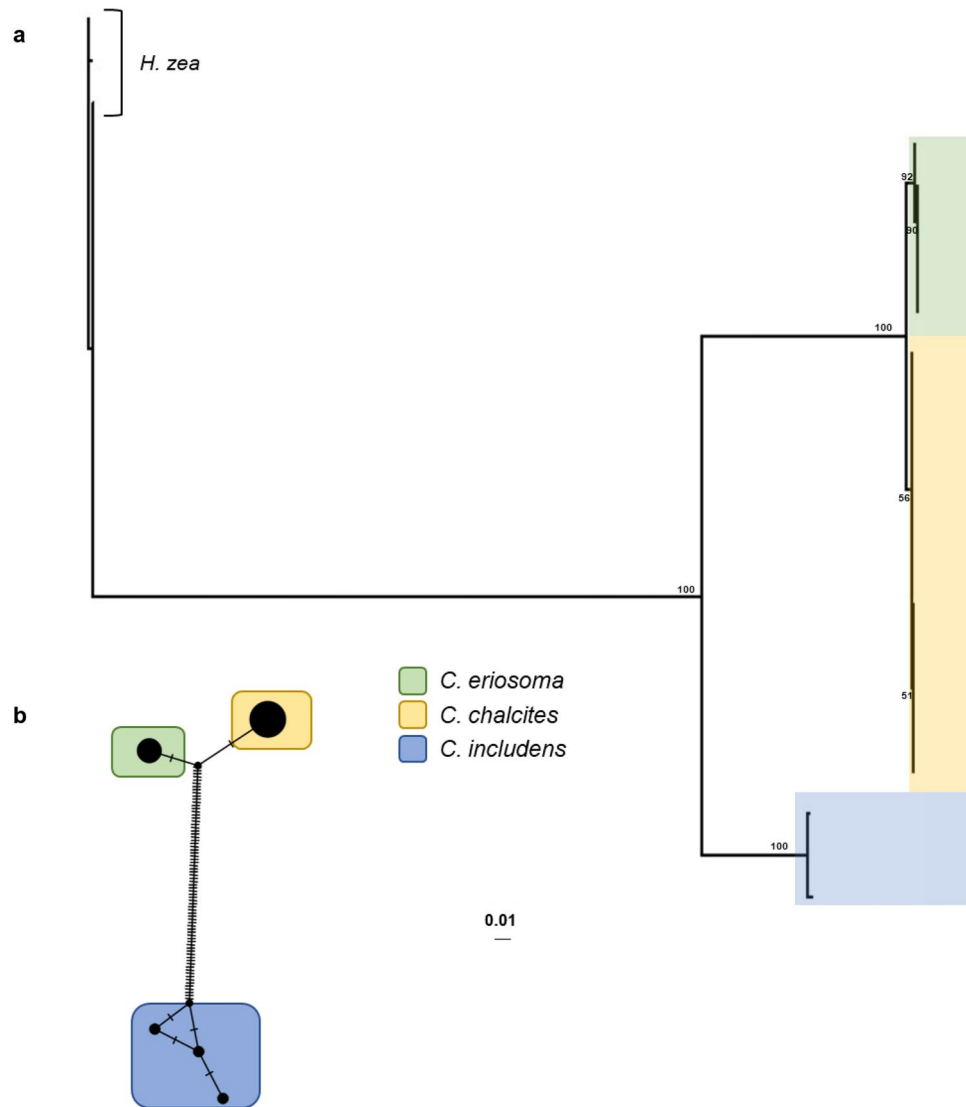 a
H. zea
92
90
100
56
100
51
C. eriosoma
C. chalcites
C. includens
b
100
0.01